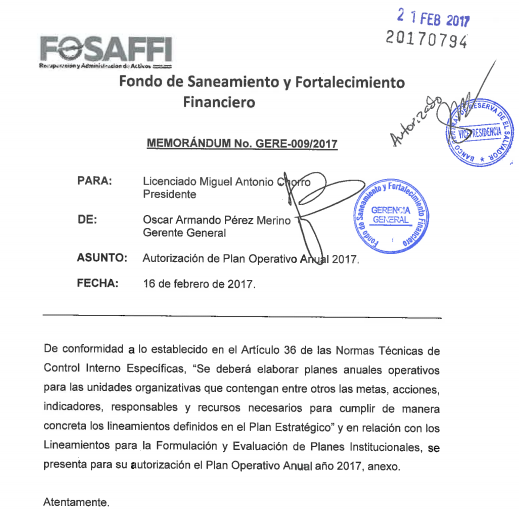 21 FEB 2017
20170794
FOSAFFI
Recuperación y Administración de Activos
Fondo de Saneamiento y Fortalecimiento
Financiero
Autorizado
BANCO CENTRAL DE RESERVA DE EL SALVADOR
VICEPRESIDENCIA
MEMORÁNDUM No. GERE-009/2017
PARA: Licenciado Miguel Antonio Chorro
Presidente
DE: Oscar Armando Pérez Merino
Gerente General
Fondo de Saneamiento y Fortalecimiento Financiero
GERENCIA
GENERAL
ASUNTO: Autorización de Plan Operativo Anual 2017.
FECHA: 16 de febrero de 2017.
De conformidad a lo establecido en el Artículo 36 de las Normas Técnicas de
Control Interno Específicas, “Se deberá elaborar planes anuales operativos
para las unidades organizativas que contengan entre otros las metas, acciones,
indicadores, responsables y recursos necesarios para cumplir de manera
concreta los lineamientos definidos en el Plan Estratégico” y en relación con los
Lineamientos para la Formulación y Evaluación de Planes Institucionales, se
presenta para su autorización el Plan Operativo Anual año 2017, anexo.
Atentamente.